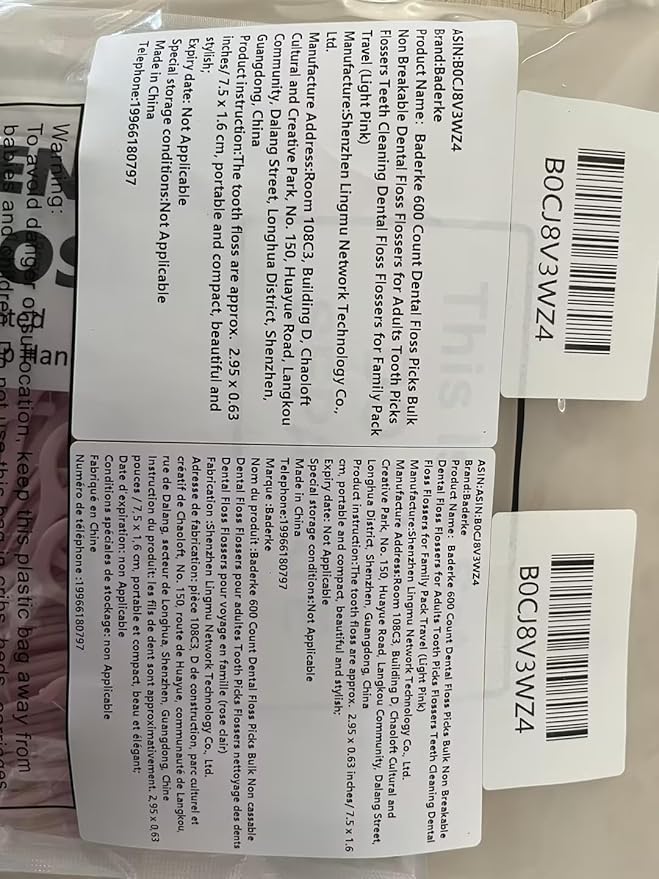 B0CJ8V3WZ4
B0CJ8V3WZ4
ASIN:B0CJ8V3WZ4
Brand:Baderke
Product Name: Baderke 600 Count Dental Floss Picks Bulk
Non Breakable Dental Floss Flossers for Adults Tooth Picks
Flossers Teeth Cleaning Dental Floss Flossers for Family Pack
Travel (Light Pink)
Manufacture:Shenzhen Lingmu Network Technology Co.,
Ltd.
Manufacture Address:Room 108C3, Building D, Chaoloft
Cultural and Creative Park, No. 150, Huayue Road, Langkou
Community, Dalang Street, Longhua District, Shenzhen,
Guangdong, China
Product instruction:The tooth floss are approx. 2.95 x 0.63
inches/ 7.5 x 1.6 cm, portable and compact, beautiful and
stylish;
Expiry date: Not Applicable
Special storage conditions:Not Applicable
Made in China
Telephone:19966180797
ASIN:ASIN:B0CJ8V3WZ4
Brand:Baderke
Product Name: Baderke 600 Count Dental Floss Picks Bulk Non Breakable
Dental Floss Flossers for Adults Tooth Picks Flossers Teeth Cleaning Dental
Floss Flossers for Family Pack Travel (Light Pink)
Manufacture:Shenzhen Lingmu Network Technology Co., Ltd.
Manufacture Address:Room 108C3, Building D, Chaoloft Cultural and
Creative Park, No. 150, Huayue Road, Langkou Community, Dalang Street,
Longhua District, Shenzhen, Guangdong, China
Product instruction:The tooth floss are approx. 2.95 x 0.63 inches/ 7.5 x 1.6
cm, portable and compact, beautiful and stylish;
Expiry date: Not Applicable
Special storage conditions:Not Applicable
Made in China
Telephone:19966180797
Marque :Baderke
Nom du produit :Baderke 600 Count Dental Floss Picks Bulk Non cassable
Dental Floss Flossers pour adultes Tooth Picks Flossers nettoyage des dents
Dental Floss Flossers pour voyage en famille (rose clair)
Fabrication :Shenzhen Lingmu Network Technology Co., Ltd.
Adresse de fabrication: pièce 108C3, D de construction, parc culturel et
créatif de Chaoloft, No. 150, route de Huayue, communauté de Langkou,
rue de Dalang, secteur de Longhua, Shenzhen, Guangdong, Chine
Instruction du produit: les fils de dent sont approximativement. 2,95 x 0,63
pouces / 7,5 x 1,6 cm, portable et compact, beau et élégant;
Date d'expiration: non Applicable
Conditions spéciales de stockage: non Applicable
Fabriqué en Chine
Numéro de téléphone :19966180797
This
Warning:
To avoid danger of suffocation, keep this plastic bag away from
babies and children. Do not use this bag in cribs, beds, carriages